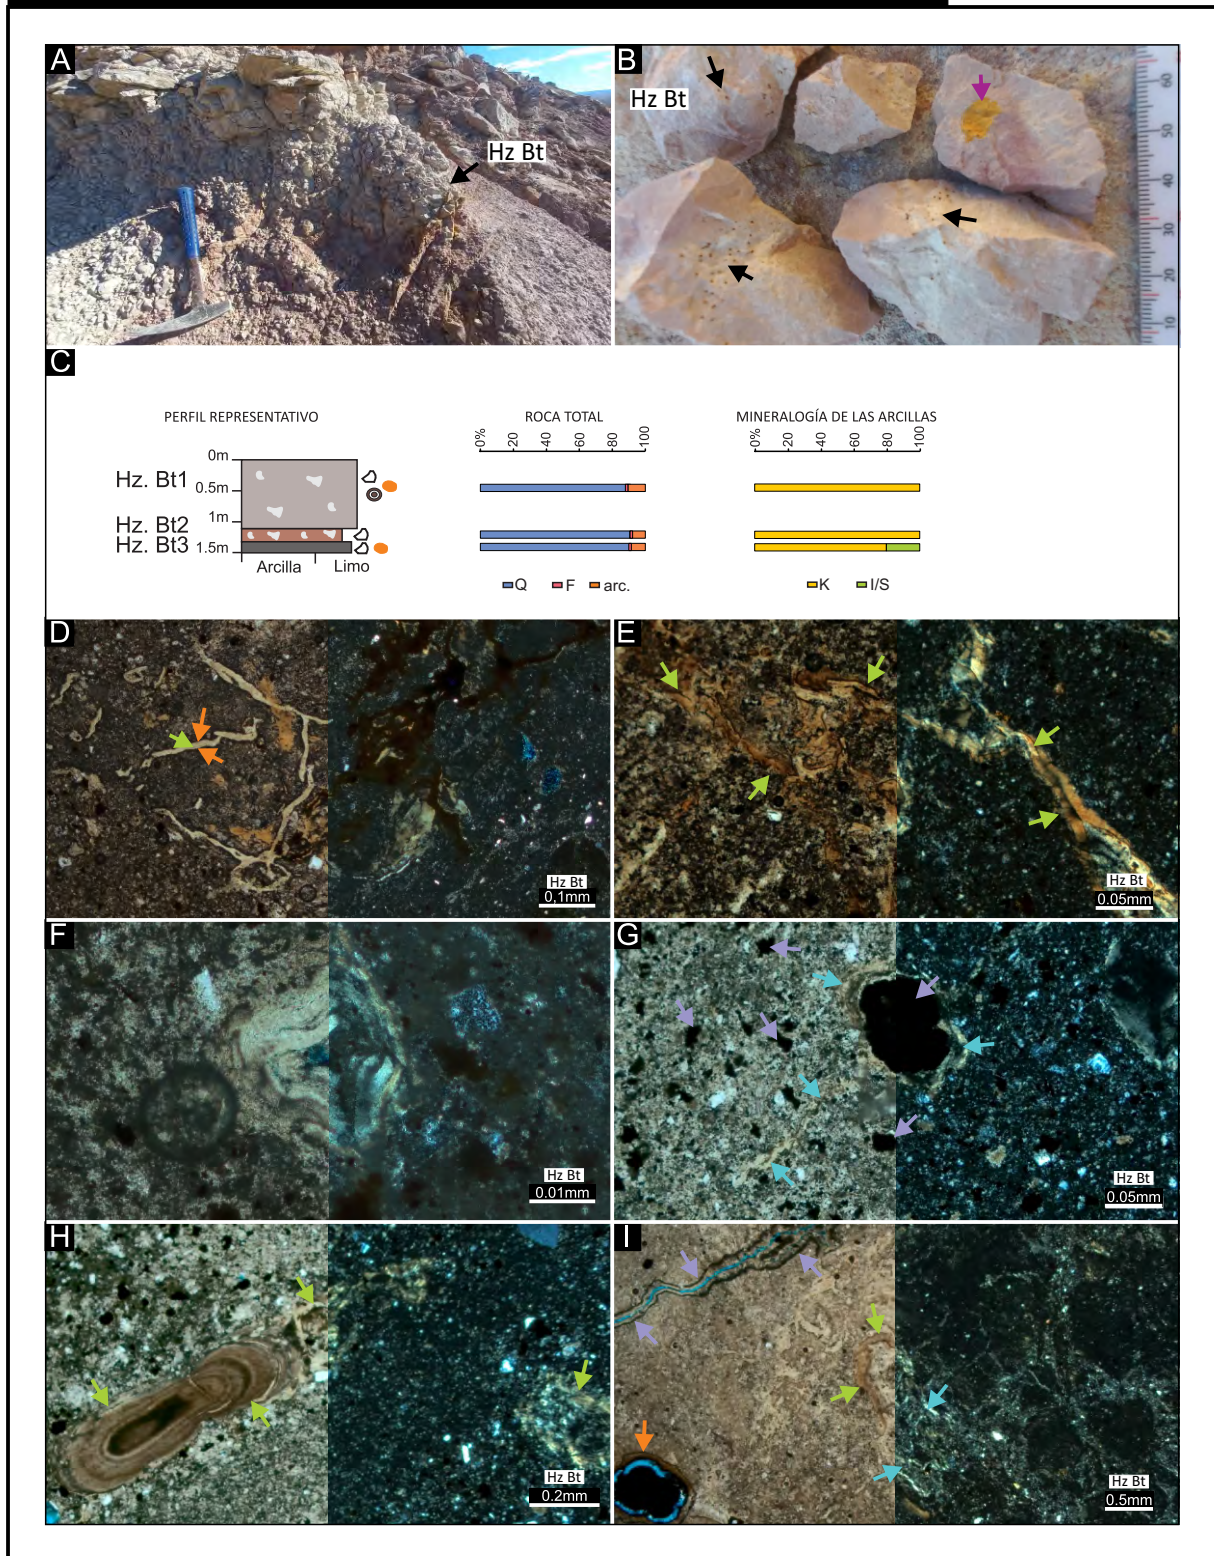 A
Hz Bt
B
Hz Bt
60
50
40
30
20
10
C
PERFIL REPRESENTATIVO
ROCA TOTAL
MINERALOGÍA DE LAS ARCILLAS
0% 20 40 60 80 100
0% 20 40 60 80 100
0m
Hz. Bt1
0.5m
1m
Hz. Bt2
Hz. Bt3
1.5m
Arcilla Limo
Q F arc.
K I/S
D
Hz Bt
0,1mm
E
Hz Bt
0.05mm
F
Hz Bt
0.01mm
G
Hz Bt
0.05mm
H
Hz Bt
0.2mm
I
Hz Bt
0.5mm